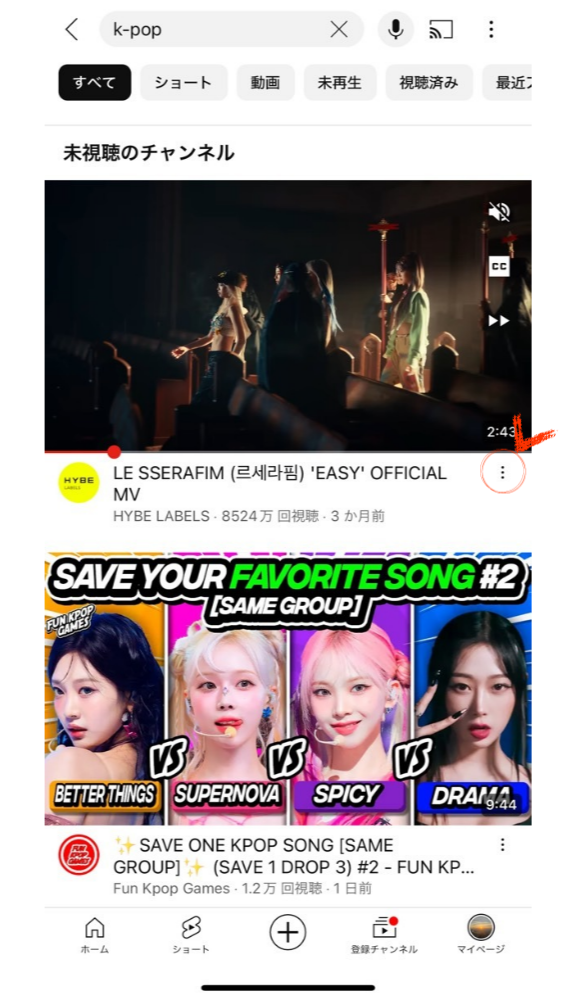 k-pop
すべて ショート 動画 未再生 視聴済み 最近ア
未視聴のチャンネル
CC
2:43
HYBE
LABELS
LE SSERAFIM (르세라핌) 'EASY' OFFICIAL
MV
HYBE LABELS · 8524万 回視聴 · 3 か月前
SAVE YOUR FAVORITE SONG #2
[SAME GROUP]
FUN KPOP
GAMES
VS VS VS
BETTER THINGS SUPERNOVA SPICY DRAMA
9:44
FUN
KPOP
GAMES
✨SAVE ONE KPOP SONG [SAME
GROUP]✨ (SAVE 1 DROP 3) #2 - FUN KP...
Fun Kpop Games · 1.2万 回視聴 · 1 日前
ホーム ショート 登録チャンネル マイページ